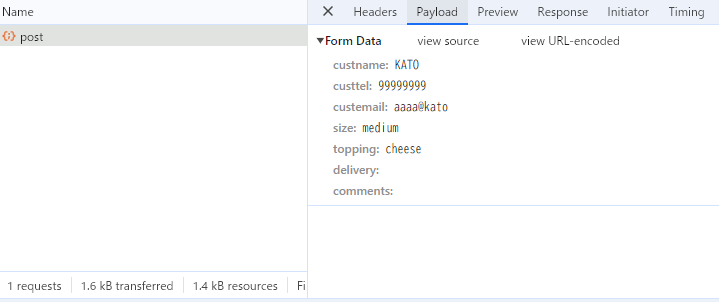 Name
Headers Payload Preview Response Initiator Timing
post
▼Form Data view source view URL-encoded
custname: KATO
custtel: 99999999
custemail: aaaa@kato
size: medium
topping: cheese
delivery:
comments:
1 requests 1.6 kB transferred 1.4 kB resources Fi